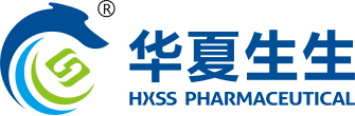 ®
华夏生生
HXSS PHARMACEUTICAL